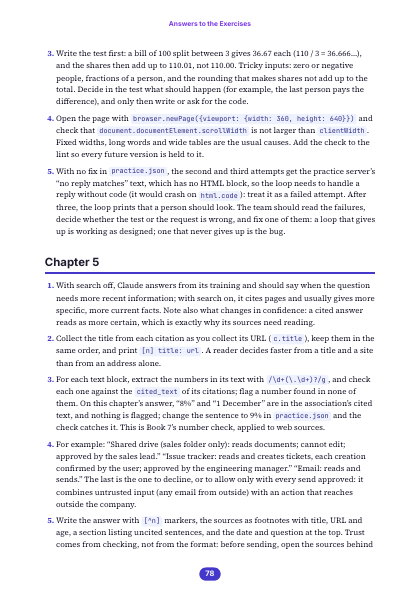 Answers to the Exercises
3. Write the test first: a bill of 100 split between 3 gives 36.67 each (110 / 3 = 36.666...),
and the shares then add up to 110.01, not 110.00. Tricky inputs: zero or negative
people, fractions of a person, and the rounding that makes shares not add up to the
total. Decide in the test what should happen (for example, the last person pays the
difference), and only then write or ask for the code.
4. Open the page with browser.newPage({viewport: {width: 360, height: 640}}) and
check that document.documentElement.scrollWidth is not larger than clientWidth.
Fixed widths, long words and wide tables are the usual causes. Add the check to the
lint so every future version is held to it.
5. With no fix in practice.json, the second and third attempts get the practice server's
"no reply matches" text, which has no HTML block, so the loop needs to handle a
reply without code (it would crash on html.code): treat it as a failed attempt. After
three, the loop prints that a person should look. The team should read the failures,
decide whether the test or the request is wrong, and fix one of them: a loop that gives
up is working as designed; one that never gives up is the bug.
Chapter 5
1. With search off, Claude answers from its training and should say when the question
needs more recent information; with search on, it cites pages and usually gives more
specific, more current facts. Note also what changes in confidence: a cited answer
reads as more certain, which is exactly why its sources need reading.
2. Collect the title from each citation as you collect its URL (c.title), keep them in the
same order, and print [n] title: url. A reader decides faster from a title and a site
than from an address alone.
3. For each text block, extract the numbers in its text with /\d+(\.\d+)?/g, and check
each one against the cited_text of its citations; flag a number found in none of
them. On this chapter's answer, "8%" and "1 December" are in the association's cited
text, and nothing is flagged; change the sentence to 9% in practice.json and the
check catches it. This is Book 7's number check, applied to web sources.
4. For example: "Shared drive (sales folder only): reads documents; cannot edit;
approved by the sales lead." "Issue tracker: reads and creates tickets, each creation
confirmed by the user; approved by the engineering manager." "Email: reads and
sends." The last is the one to decline, or to allow only with every send approved: it
combines untrusted input (any email from outside) with an action that reaches
outside the company.
5. Write the answer with [^n] markers, the sources as footnotes with title, URL and
age, a section listing uncited sentences, and the date and question at the top. Trust
comes from checking, not from the format: before sending, open the sources behind
78